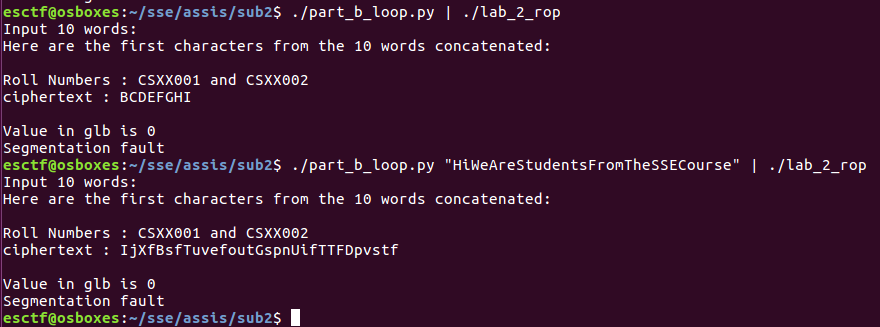 esctf@osboxes:~/sse/assis/sub2$ ./part_b_loop.py | ./lab_2_rop
Input 10 words:
Here are the first characters from the 10 words concatenated:
Roll Numbers : CSXX001 and CSXX002
ciphertext : BCDEFGHI
Value in glb is 0
Segmentation fault
esctf@osboxes:~/sse/assis/sub2$ ./part_b_loop.py "HiWeAreStudentsFromTheSSECourse" | ./lab_2_rop
Input 10 words:
Here are the first characters from the 10 words concatenated:
Roll Numbers : CSXX001 and CSXX002
ciphertext : IjXfBsfTuvefoutGspnUifTTFDpvstf
Value in glb is 0
Segmentation fault
esctf@osboxes:~/sse/assis/sub2$